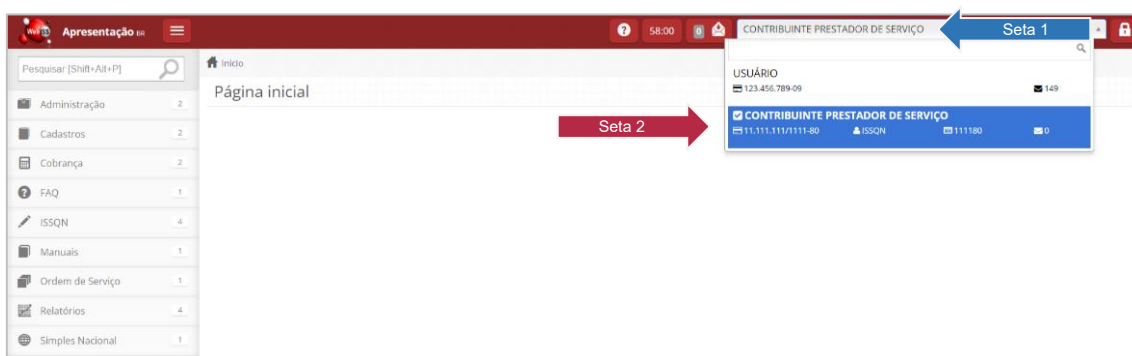 WebISS Apresentação BR 58:00 0 CONTRIBUINTE PRESTADOR DE SERVIÇO Seta 1
Pesquisar [Shift+Alt+P]
Início
Página inicial
USUÁRIO
123.456.789-09 149
Seta 2
CONTRIBUINTE PRESTADOR DE SERVIÇO
11.111.111/1111-80 ISSQN 111180 0
Administração 2
Cadastros 2
Cobrança 2
FAQ 1
ISSQN 4
Manuais 1
Ordem de Serviço 1
Relatórios 4
Simples Nacional 1